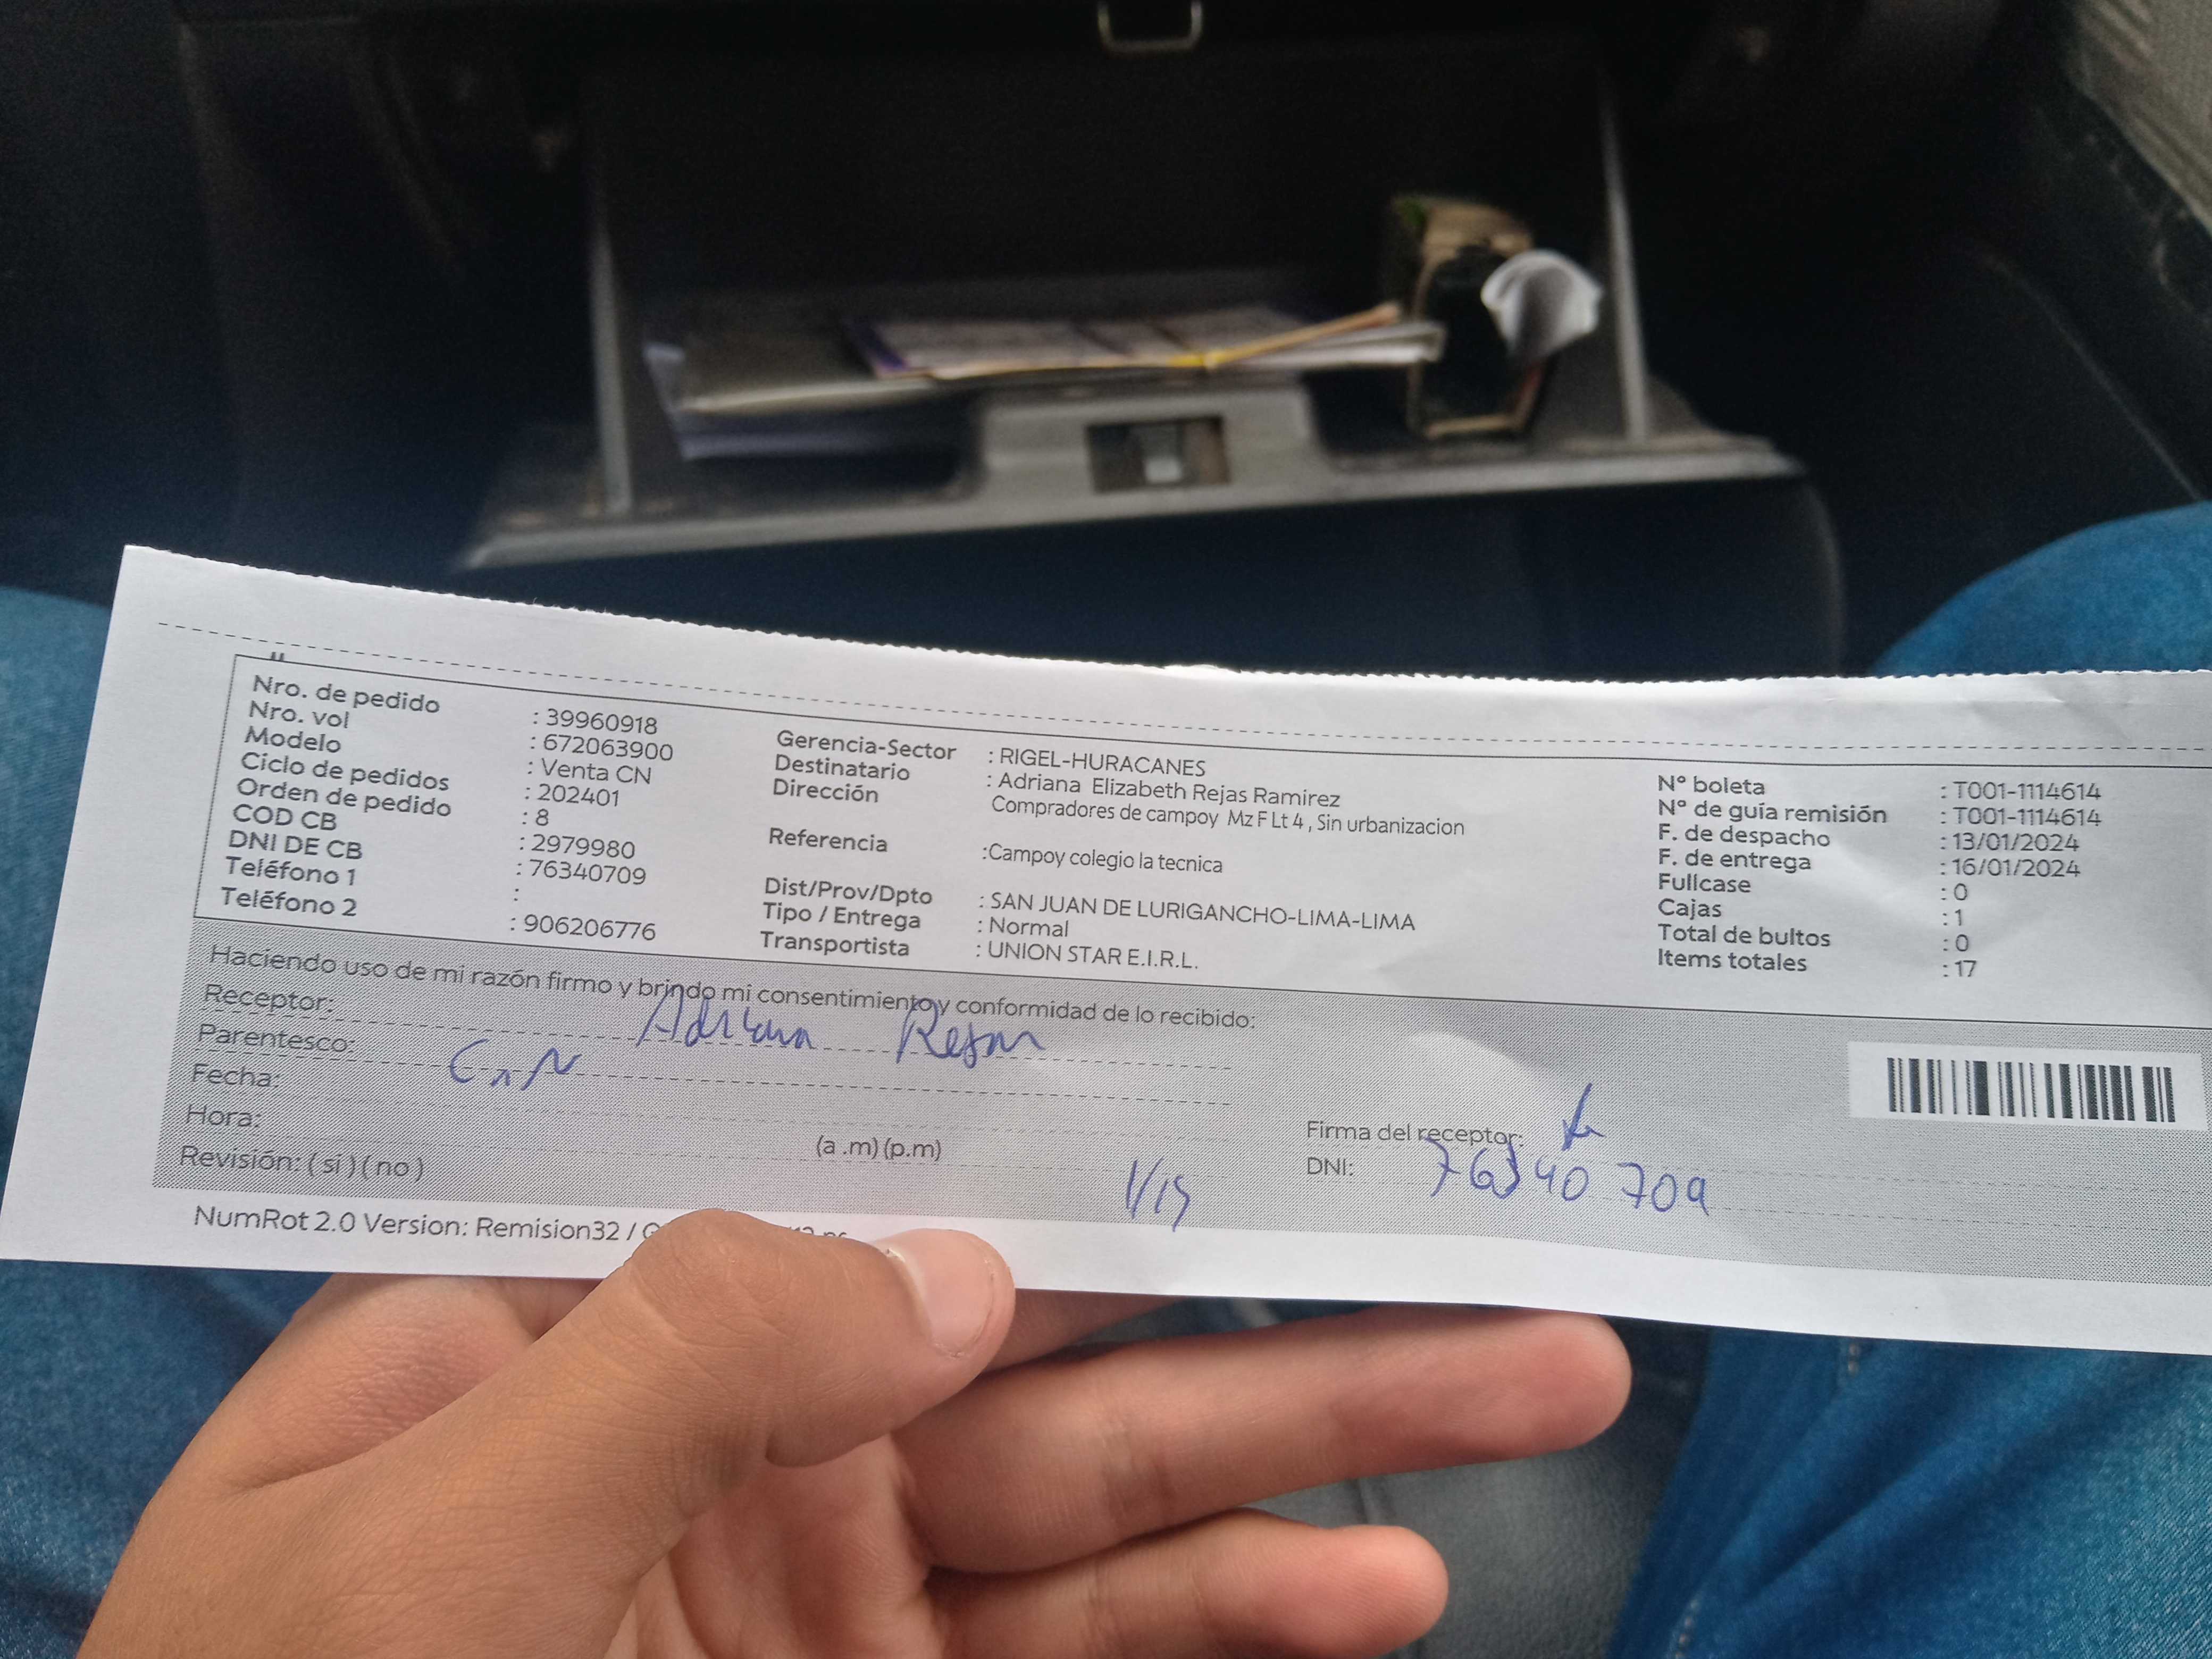 Nro. de pedido : 39960918
Nro. vol : 672063900
Modelo : Venta CN
Ciclo de pedidos : 202401
Orden de pedido : 8
COD CB : 2979980
DNI DE CB : 76340709
Teléfono 1 :
Teléfono 2 : 906206776
Gerencia-Sector : RIGEL-HURACANES
Destinatario : Adriana Elizabeth Rejas Ramirez
Dirección Compradores de campoy Mz F Lt 4 , Sin urbanizacion
Referencia :Campoy colegio la tecnica
Dist/Prov/Dpto : SAN JUAN DE LURIGANCHO-LIMA-LIMA
Tipo / Entrega : Normal
Transportista : UNION STAR E.I.R.L.
Nº boleta : T001-1114614
Nº de guía remisión : T001-1114614
F. de despacho : 13/01/2024
F. de entrega : 16/01/2024
Fullcase : 0
Cajas : 1
Total de bultos : 0
Items totales : 17
Haciendo uso de mi razón firmo y brindo mi consentimiento y conformidad de lo recibido:
Receptor: Adriana Rejas
Parentesco:
Fecha:
Hora: (a .m) (p.m)
Revisión: ( si ) ( no )
Firma del receptor:
DNI: 76340709
NumRot 2.0 Version: Remision32 /